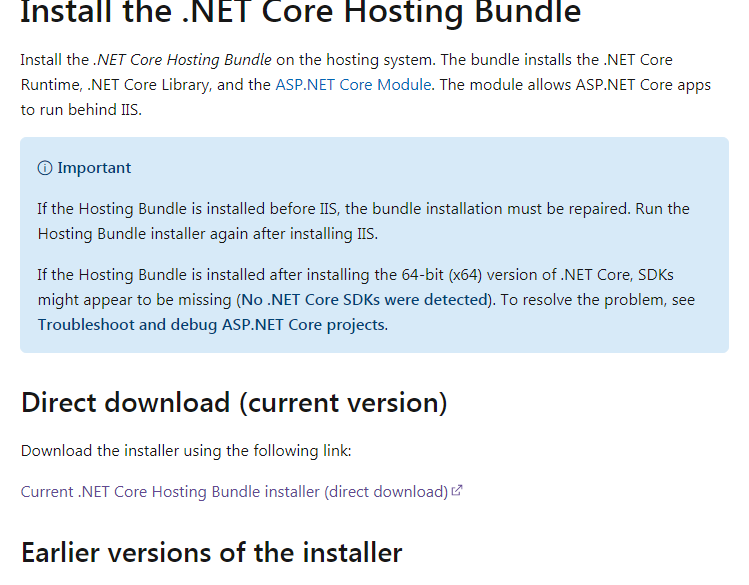 Install the .NET Core Hosting Bundle
Install the .NET Core Hosting Bundle on the hosting system. The bundle installs the .NET Core
Runtime, .NET Core Library, and the ASP.NET Core Module. The module allows ASP.NET Core apps
to run behind IIS.
Important
If the Hosting Bundle is installed before IIS, the bundle installation must be repaired. Run the
Hosting Bundle installer again after installing IIS.
If the Hosting Bundle is installed after installing the 64-bit (x64) version of .NET Core, SDKs
might appear to be missing (No .NET Core SDKs were detected). To resolve the problem, see
Troubleshoot and debug ASP.NET Core projects.
Direct download (current version)
Download the installer using the following link:
Current .NET Core Hosting Bundle installer (direct download)
Earlier versions of the installer